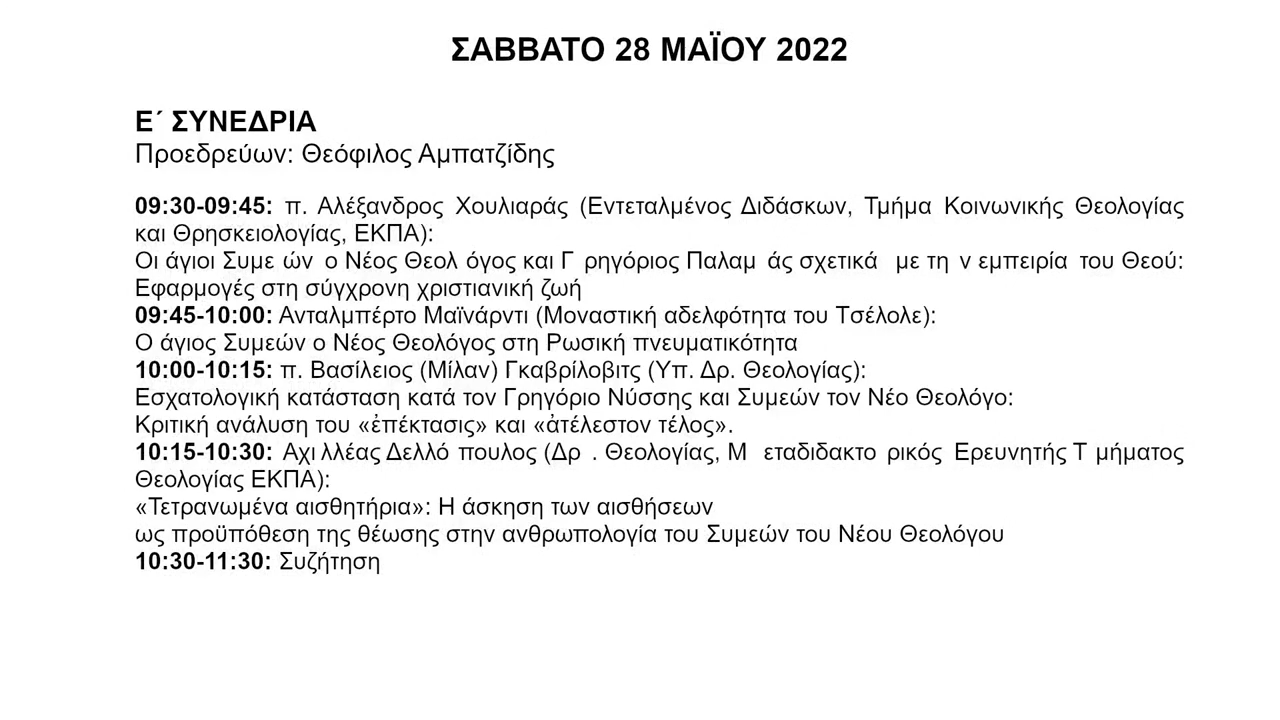 ΣΑΒΒΑΤΟ 28 ΜΑΪΟΥ 2022
Ε΄ ΣΥΝΕΔΡΙΑ
Προεδρεύων: Θεόφιλος Αμπατζίδης
09:30-09:45: π. Αλέξανδρος Χουλιαράς (Εντεταλμένος Διδάσκων, Τμήμα Κοινωνικής Θεολογίας
και Θρησκειολογίας, ΕΚΠΑ):
Οι άγιοι Συμε ών ο Νέος Θεολ όγος και Γ ρηγόριος Παλαμ άς σχετικά με τη ν εμπειρία του Θεού:
Εφαρμογές στη σύγχρονη χριστιανική ζωή
09:45-10:00: Ανταλμπέρτο Μαϊνάρντι (Μοναστική αδελφότητα του Τσέλολε):
Ο άγιος Συμεών ο Νέος Θεολόγος στη Ρωσική πνευματικότητα
10:00-10:15: π. Βασίλειος (Μίλαν) Γκαβρίλοβιτς (Υπ. Δρ. Θεολογίας):
Εσχατολογική κατάσταση κατά τον Γρηγόριο Νύσσης και Συμεών τον Νέο Θεολόγο:
Κριτική ανάλυση του «ἐπέκτασις» και «ἀτέλεστον τέλος».
10:15-10:30: Αχι λλέας Δελλό πουλος (Δρ . Θεολογίας, Μ εταδιδακτο ρικός Ερευνητής Τ μήματος
Θεολογίας ΕΚΠΑ):
«Τετρανωμένα αισθητήρια»: Η άσκηση των αισθήσεων
ως προϋπόθεση της θέωσης στην ανθρωπολογία του Συμεών του Νέου Θεολόγου
10:30-11:30: Συζήτηση